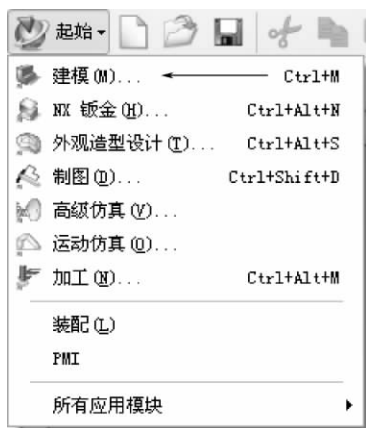 起始
建模(M)... Ctrl+M
NX 钣金(H)... Ctrl+Alt+N
外观造型设计(T)... Ctrl+Alt+S
制图(D)... Ctrl+Shift+D
高级仿真(V)...
运动仿真(O)...
加工(N)... Ctrl+Alt+M
装配(L)
PMI
所有应用模块